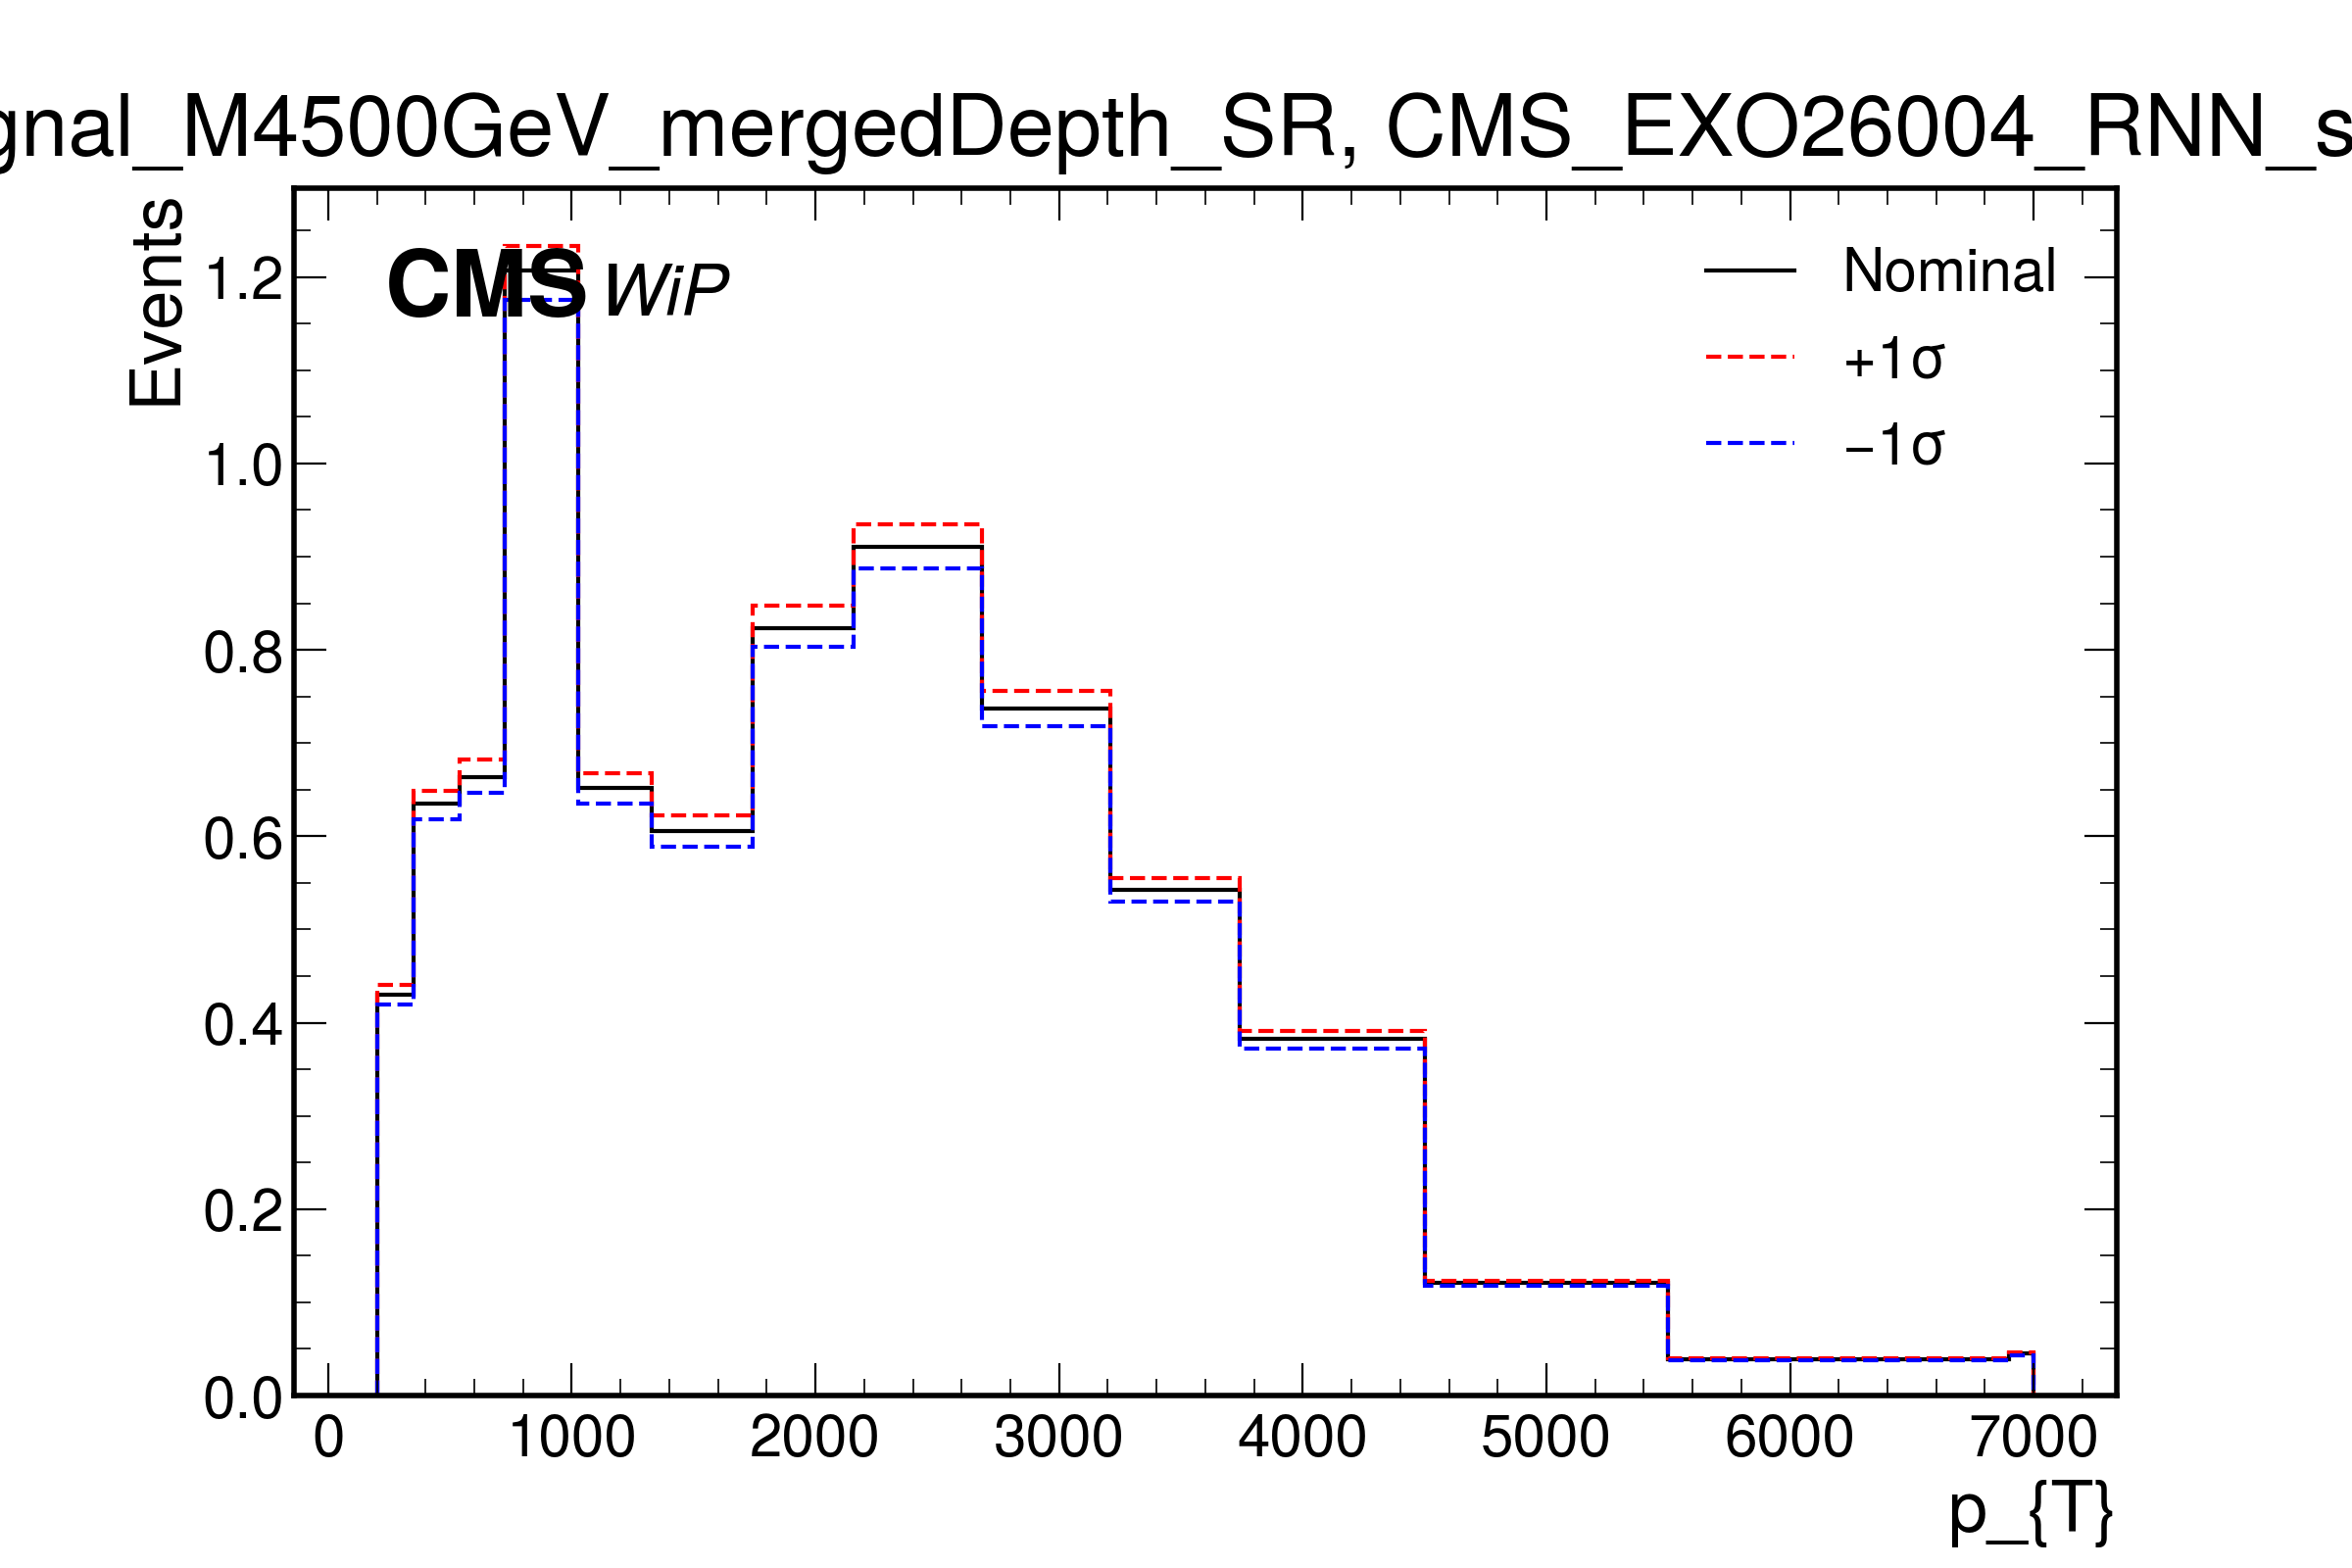 gnal_M4500GeV_mergedDepth_SR, CMS_EXO26004_RNN_s
Events
CMS WiP
Nominal
+1σ
−1σ
1.2
1.0
0.8
0.6
0.4
0.2
0.0
0 1000 2000 3000 4000 5000 6000 7000
p_{T}